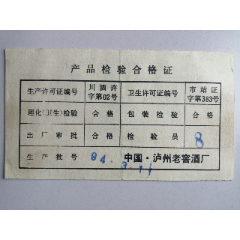 产品检验合格证
生产许可证编号 川酒许字第02号 卫生许可证编号 市站证字第383号
理化(卫生)检验 合格 包装检验 合格
出厂审批 合格 检验员 8
生产批号 84.3.11 中国·泸州老窖酒厂